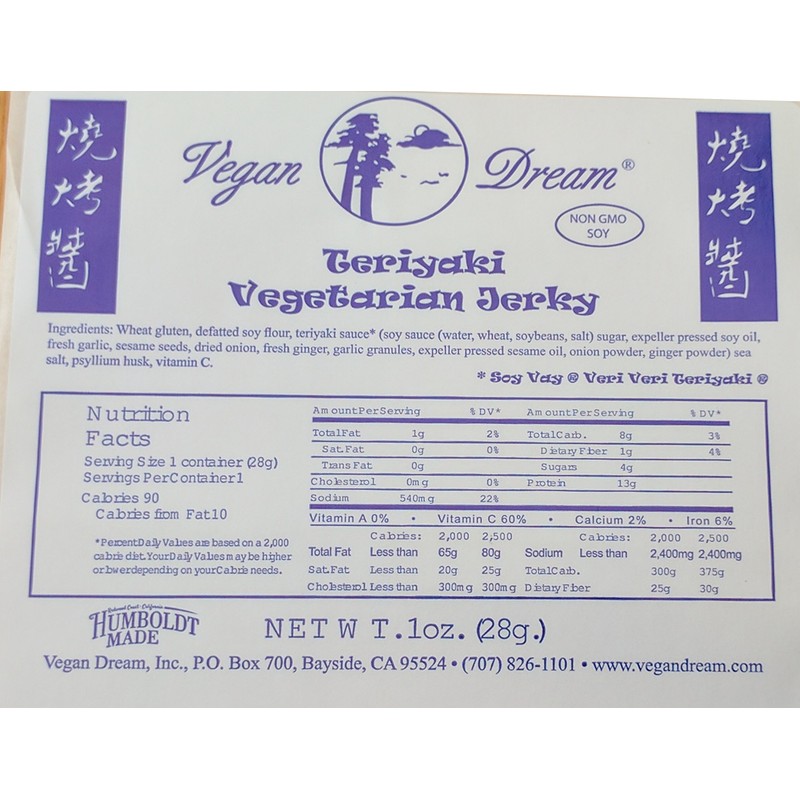 燒烤醬
燒烤醬
Vegan Dream®
NON GMO
SOY
Teriyaki
Vegetarian Jerky
Ingredients: Wheat gluten, defatted soy flour, teriyaki sauce* (soy sauce (water, wheat, soybeans, salt) sugar, expeller pressed soy oil,
fresh garlic, sesame seeds, dried onion, fresh ginger, garlic granules, expeller pressed sesame oil, onion powder, ginger powder) sea
salt, psyllium husk, vitamin C.
* Soy Vay ® Veri Veri Teriyaki ®
Nutrition
Facts
Serving Size 1 container (28g)
Servings Per Container 1
Calories 90
Calories from Fat 10
*Percent Daily Values are based on a 2,000
calorie diet. Your Daily Values may be higher
or lower depending on your Calorie needs.
Amount Per Serving % DV* Amount Per Serving % DV*
Total Fat 1g 2% Total Carb. 8g 3%
Sat. Fat 0g 0% Dietary Fiber 1g 4%
Trans Fat 0g Sugars 4g
Cholesterol 0mg 0% Protein 13g
Sodium 540mg 22%
Vitamin A 0% • Vitamin C 60% • Calcium 2% • Iron 6%
Calories: 2,000 2,500 Calories: 2,000 2,500
Total Fat Less than 65g 80g Sodium Less than 2,400mg 2,400mg
Sat. Fat Less than 20g 25g Total Carb. 300g 375g
Cholesterol Less than 300mg 300mg Dietary Fiber 25g 30g
Redwood Coast · California
HUMBOLDT
MADE
NET WT. 1oz. (28g.)
Vegan Dream, Inc., P.O. Box 700, Bayside, CA 95524 • (707) 826-1101 • www.vegandream.com